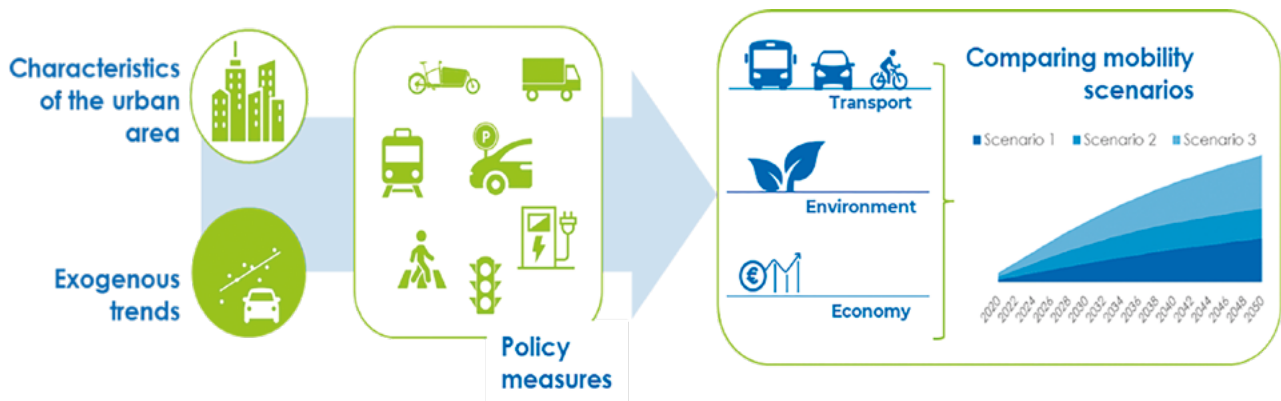 Characteristics
of the urban
area
Exogenous
trends
P
Policy
measures
Transport
Environment
€
Economy
Comparing mobility
scenarios
Scenario 1 Scenario 2 Scenario 3
2020 2022 2024 2026 2028 2030 2032 2034 2036 2038 2040 2042 2044 2046 2048 2050